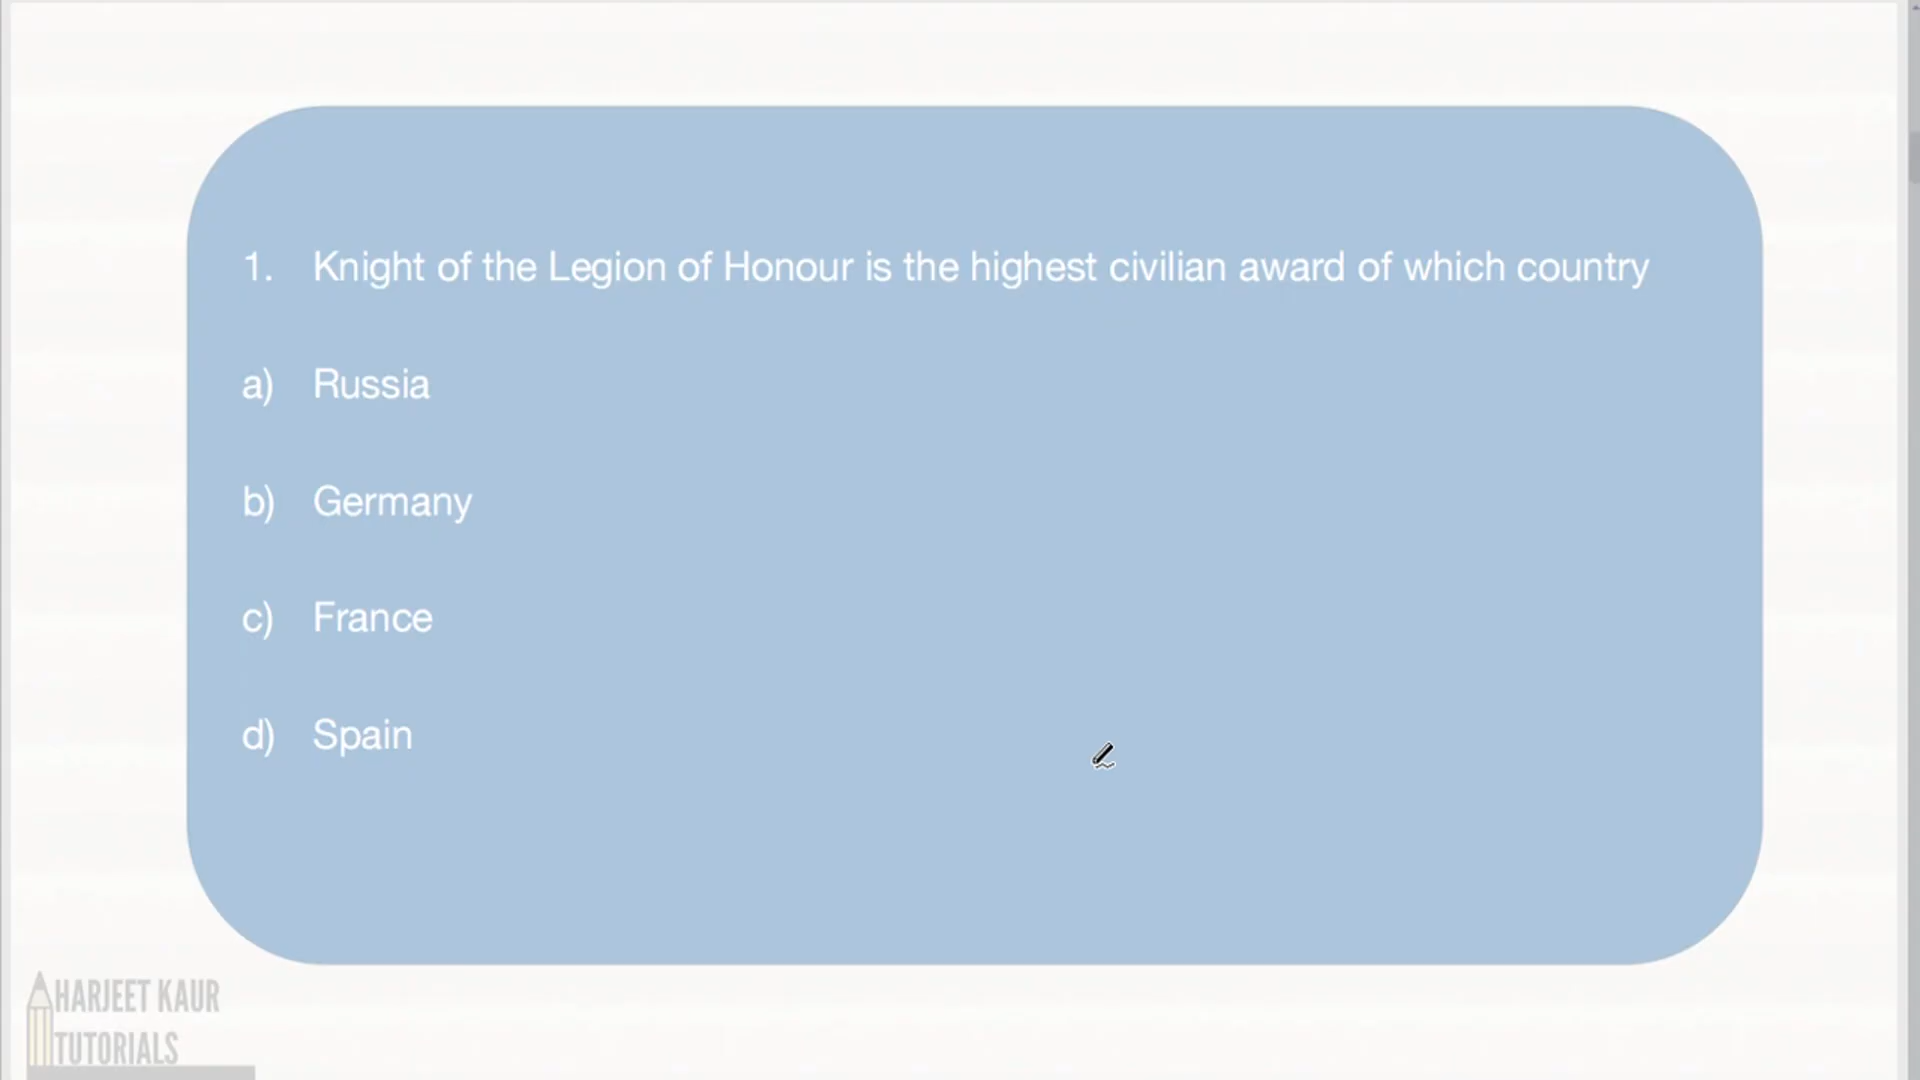 1. Knight of the Legion of Honour is the highest civilian award of which country
a) Russia
b) Germany
c) France
d) Spain
HARJEET KAUR
TUTORIALS